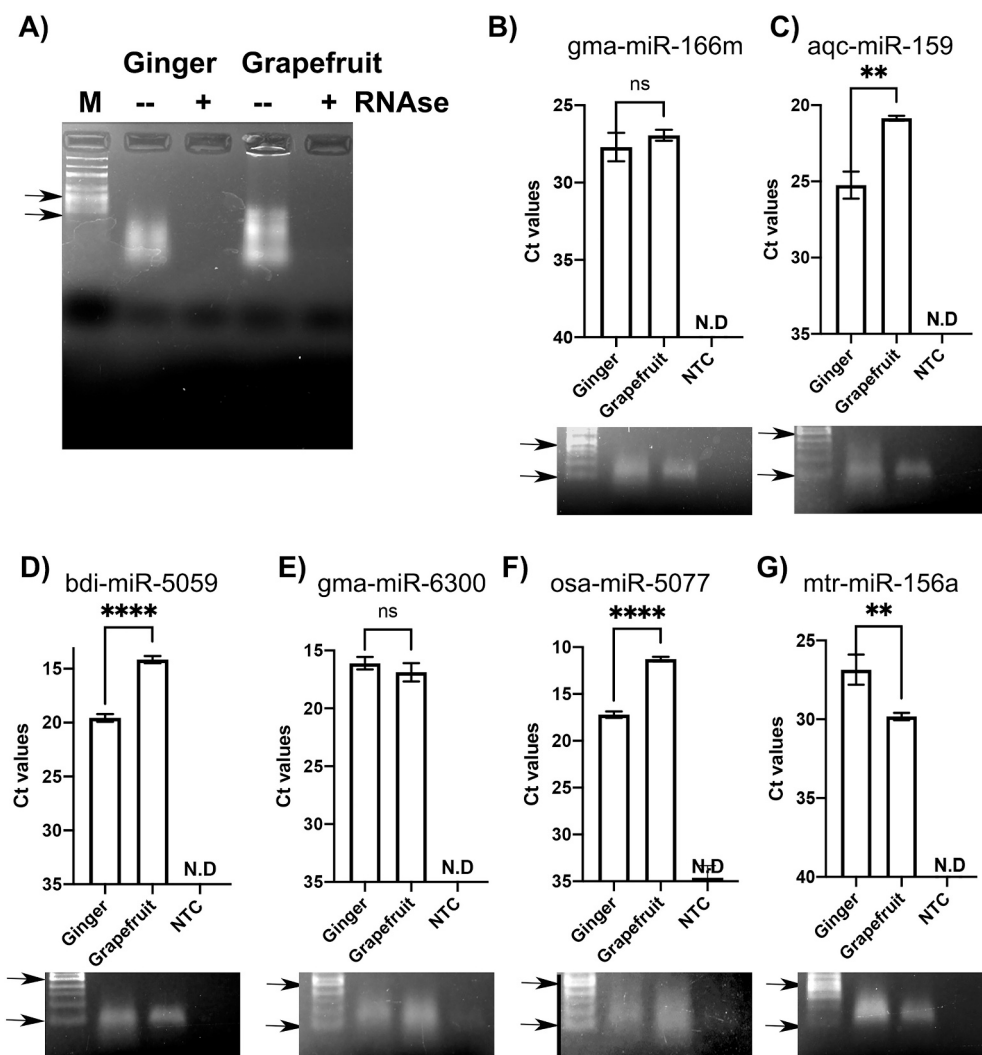 A)
Ginger Grapefruit
M -- + -- + RNAse
B)
gma-miR-166m
ns
Ct values
25
30
35
40
N.D
Ginger
Grapefruit
NTC
C)
aqc-miR-159
**
Ct values
20
25
30
35
N.D
Ginger
Grapefruit
NTC
D)
bdi-miR-5059
****
Ct values
15
20
25
30
35
N.D
Ginger
Grapefruit
NTC
E)
gma-miR-6300
ns
Ct values
15
20
25
30
35
N.D
Ginger
Grapefruit
NTC
F)
osa-miR-5077
****
Ct values
10
15
20
25
30
35
N.D
Ginger
Grapefruit
NTC
G)
mtr-miR-156a
**
Ct values
25
30
35
40
N.D
Ginger
Grapefruit
NTC